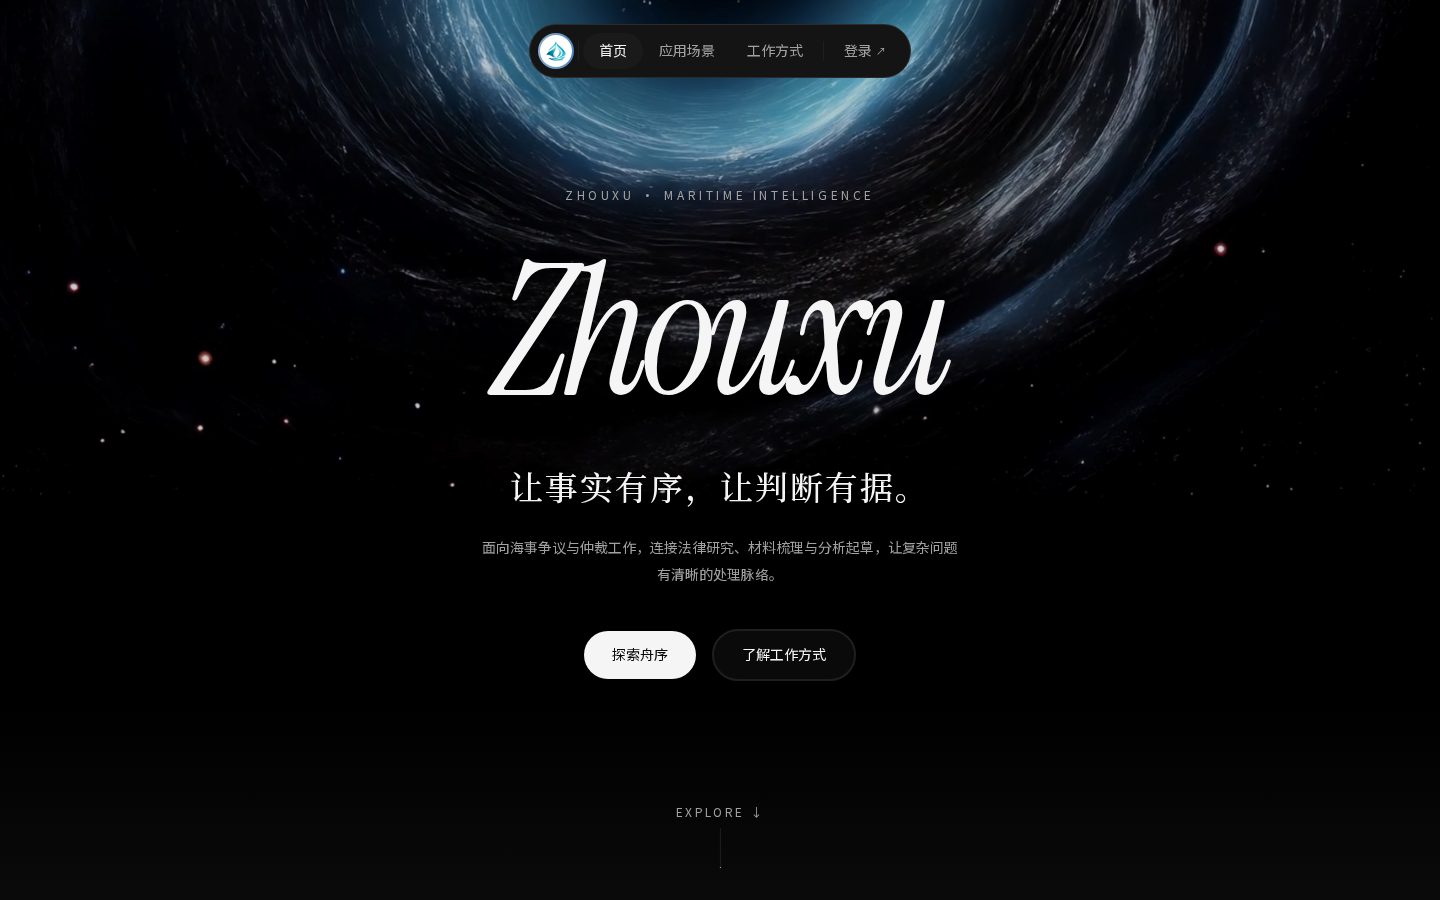 首页
应用场景
工作方式
登录 ↗
ZHOUXU • MARITIME INTELLIGENCE
Zhouxu
让事实有序，让判断有据。
面向海事争议与仲裁工作，连接法律研究、材料梳理与分析起草，让复杂问题
有清晰的处理脉络。
探索舟序
了解工作方式
EXPLORE ↓